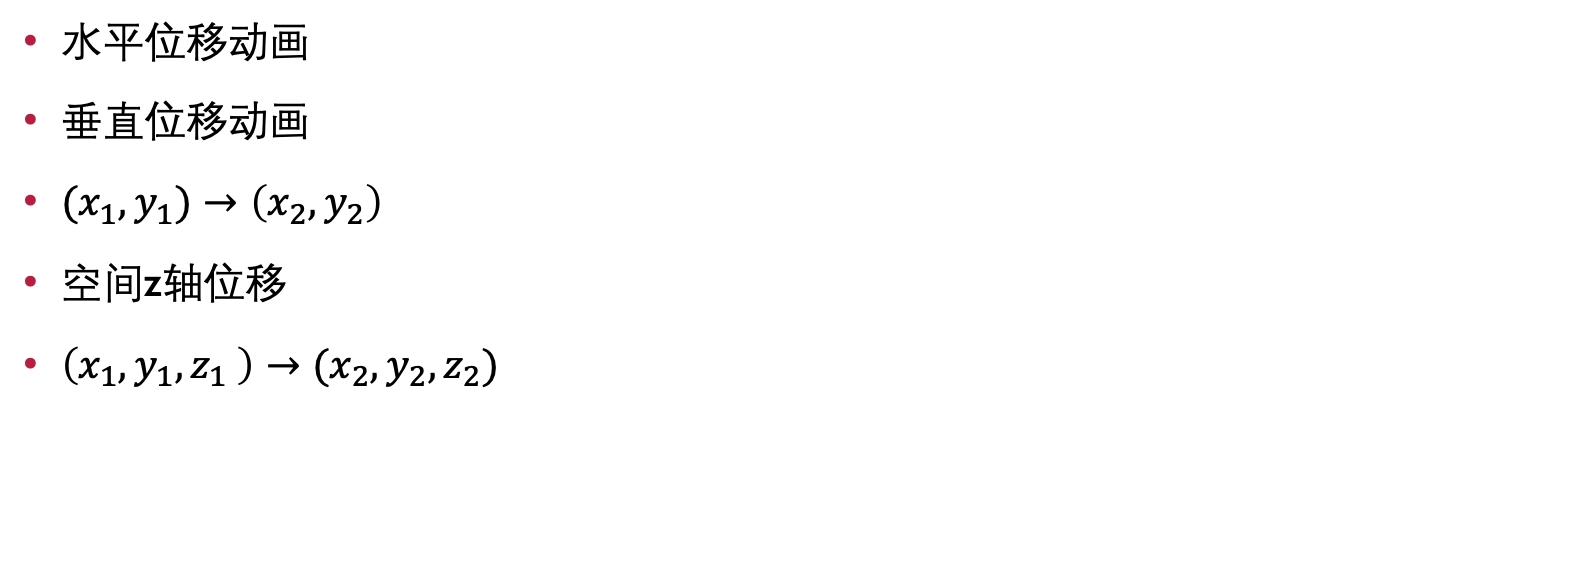 • 水平位移动画
• 垂直位移动画
• (x₁, y₁) → (x₂, y₂)
• 空间z轴位移
• (x₁, y₁, z₁ ) → (x₂, y₂, z₂)